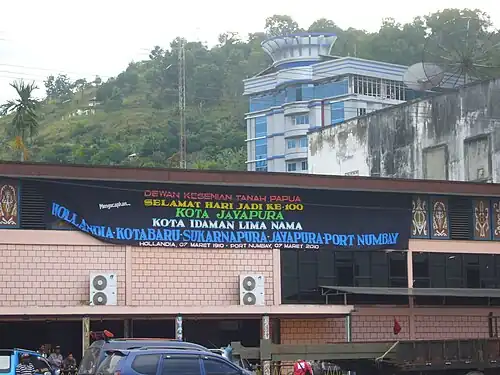 Mengucapkan...
DEWAN KESENIAN TANAH PAPUA
SELAMAT HARI JADI KE-100
KOTA JAYAPURA
KOTA IDAMAN LIMA NAMA
HOLLANDIA-KOTABARU-SUKARNAPURA-JAYAPURA-PORT NUMBAY
HOLLANDIA, 07 MARET 1910 - PORT NUMBAY, 07 MARET 2010